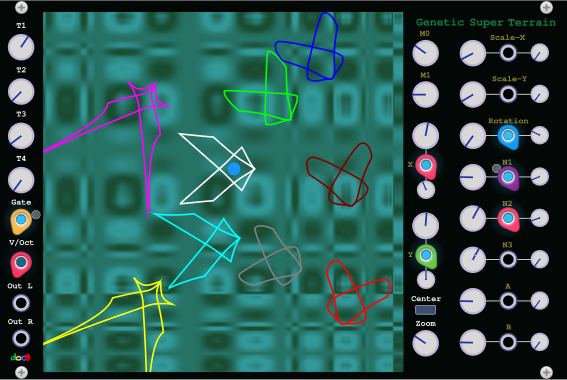 T1
T2
T3
T4
Gate
V/Oct
Out L
Out R
docB
Genetic Super Terrain
M0
M1
X
Y
Center
Zoom
Scale-X
Scale-Y
Rotation
N1
N2
N3
A
B